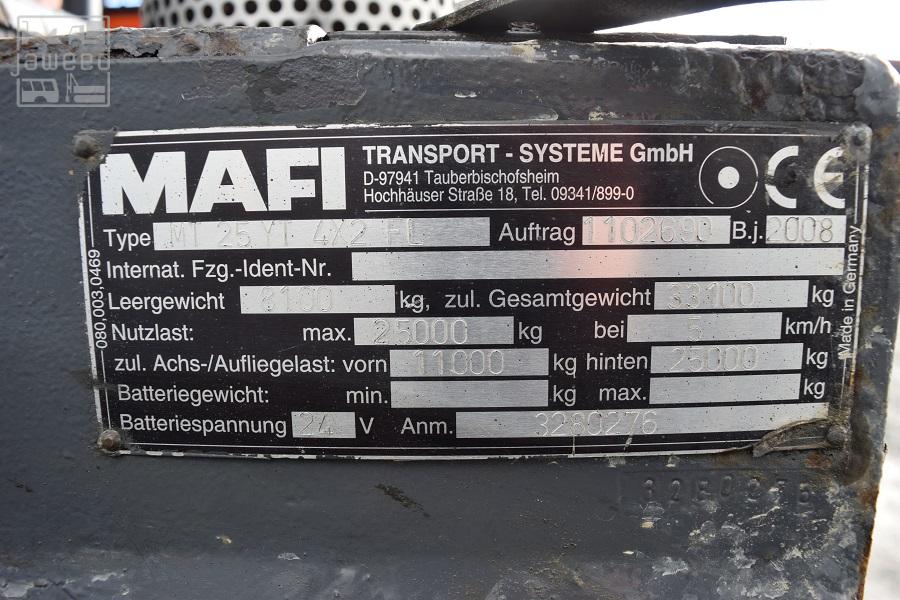 jaweed
MAFI TRANSPORT - SYSTEME GmbH
D-97941 Tauberbischofsheim
Hochhäuser Straße 18, Tel. 09341/899-0
CE
Type MT 25 YT 4X2 FL Auftrag 1102690 B.j. 2008
Internat. Fzg.-Ident-Nr.
Leergewicht 8100 kg, zul. Gesamtgewicht 33100 kg
Nutzlast: max. 25000 kg bei 5 km/h
zul. Achs-/Aufliegelast: vorn 11000 kg hinten 25000 kg
Batteriegewicht: min. kg max. kg
Batteriespannung 24 V Anm. 3280276
080,003,0469
Made in Germany